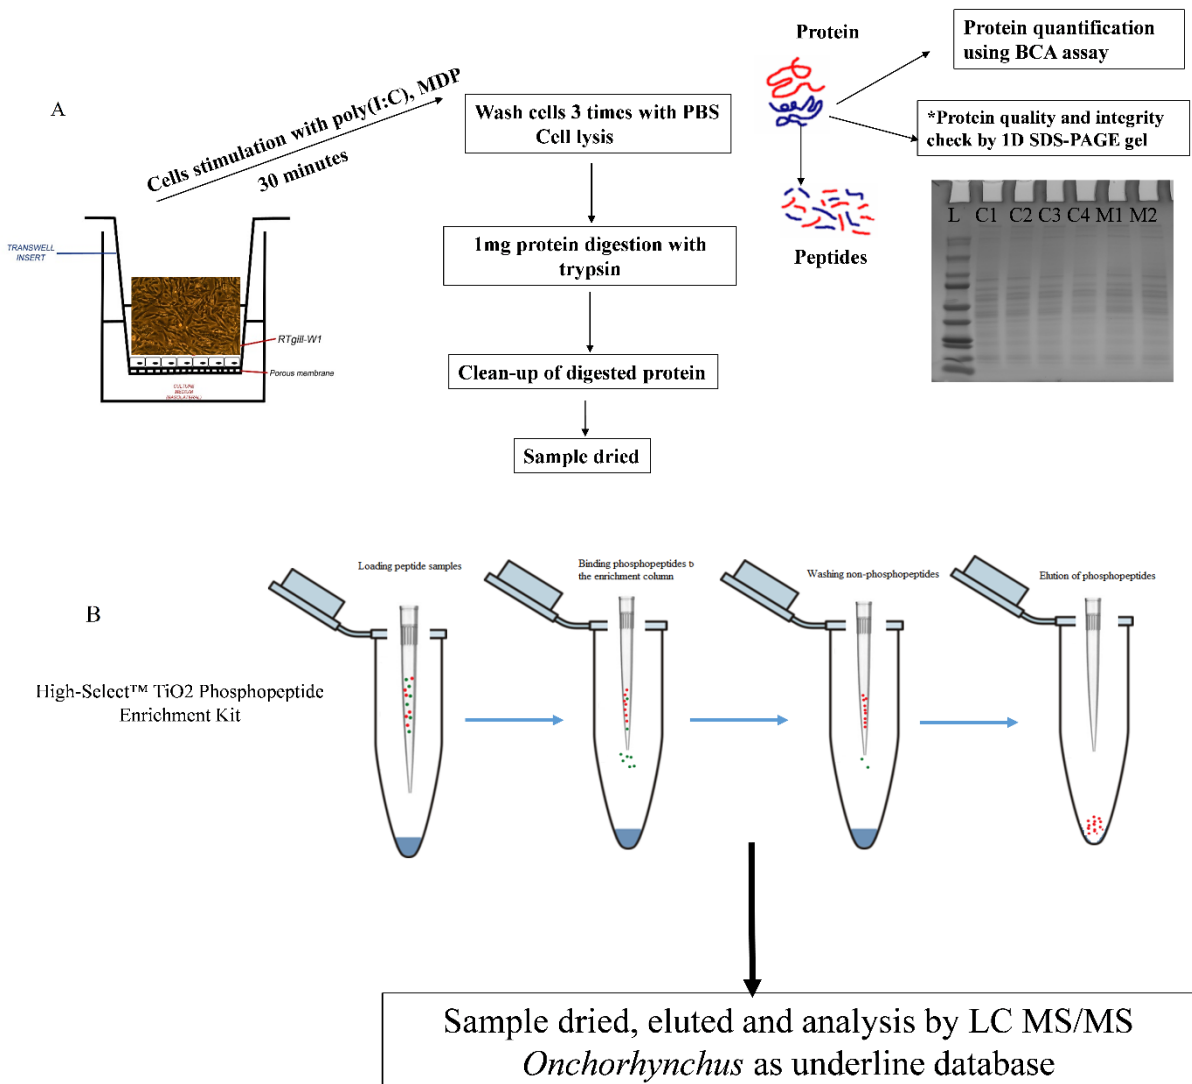 A
Cells stimulation with poly(I:C), MDP
30 minutes
TRANSWELL
INSERT
RTgill-W1
Porous membrane
CULTURE
MEDIUM
(BASOLATERAL)
Wash cells 3 times with PBS
Cell lysis
1mg protein digestion with
trypsin
Clean-up of digested protein
Sample dried
Protein
Peptides
Protein quantification
using BCA assay
*Protein quality and integrity
check by 1D SDS-PAGE gel
L C1 C2 C3 C4 M1 M2
B
High-Select™ TiO2 Phosphopeptide
Enrichment Kit
Loading peptide samples
Binding phosphopeptides t
the enrichment column
Washing non-phosphopeptides
Elution of phosphopeptides
Sample dried, eluted and analysis by LC MS/MS
Onchorhynchus as underline database